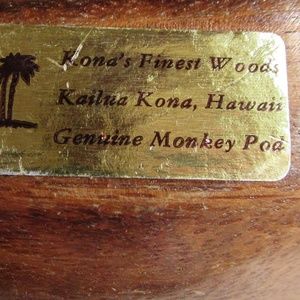 Kona's Finest Woods
Kailua Kona, Hawaii
Genuine Monkey Pod